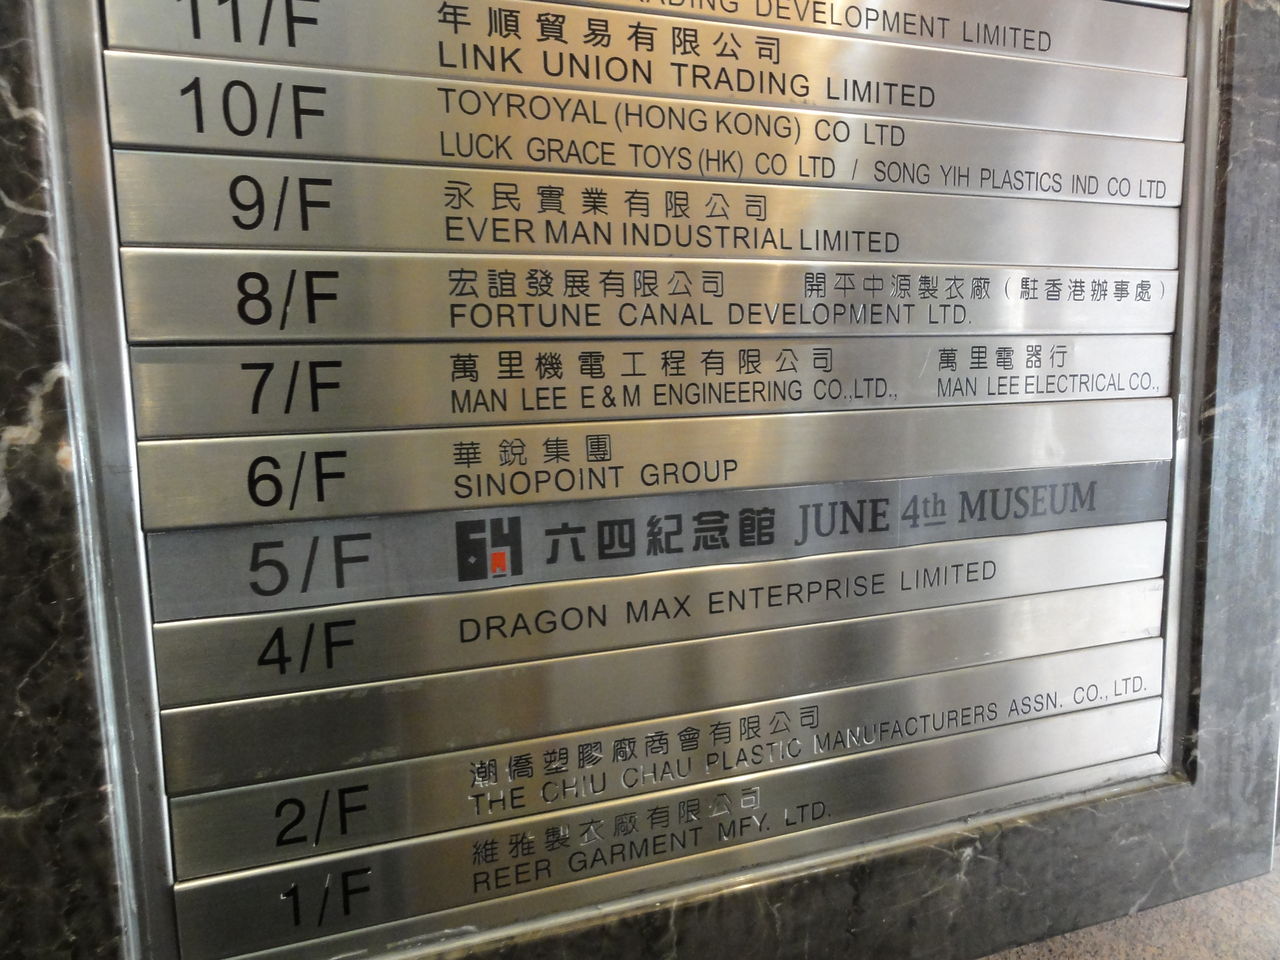 TRADING DEVELOPMENT LIMITED
11/F 年順貿易有限公司
LINK UNION TRADING LIMITED
10/F TOYROYAL (HONG KONG) CO LTD
LUCK GRACE TOYS (HK) CO LTD / SONG YIH PLASTICS IND CO LTD
9/F 永民實業有限公司
EVER MAN INDUSTRIAL LIMITED
8/F 宏誼發展有限公司 開平中源製衣廠（駐香港辦事處）
FORTUNE CANAL DEVELOPMENT LTD.
7/F 萬里機電工程有限公司 萬里電器行
MAN LEE E&M ENGINEERING CO.,LTD., MAN LEE ELECTRICAL CO.,
6/F 華銳集團
SINOPOINT GROUP
5/F 64 六四紀念館 JUNE 4th MUSEUM
4/F DRAGON MAX ENTERPRISE LIMITED
2/F 潮僑塑膠廠商會有限公司
THE CHIU CHAU PLASTIC MANUFACTURERS ASSN. CO., LTD.
1/F 維雅製衣廠有限公司
REER GARMENT MFY. LTD.